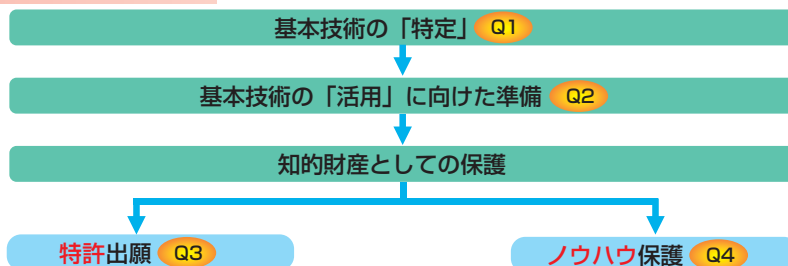 基本技術の「特定」 Q1
基本技術の「活用」に向けた準備 Q2
知的財産としての保護
特許出願 Q3
ノウハウ保護 Q4